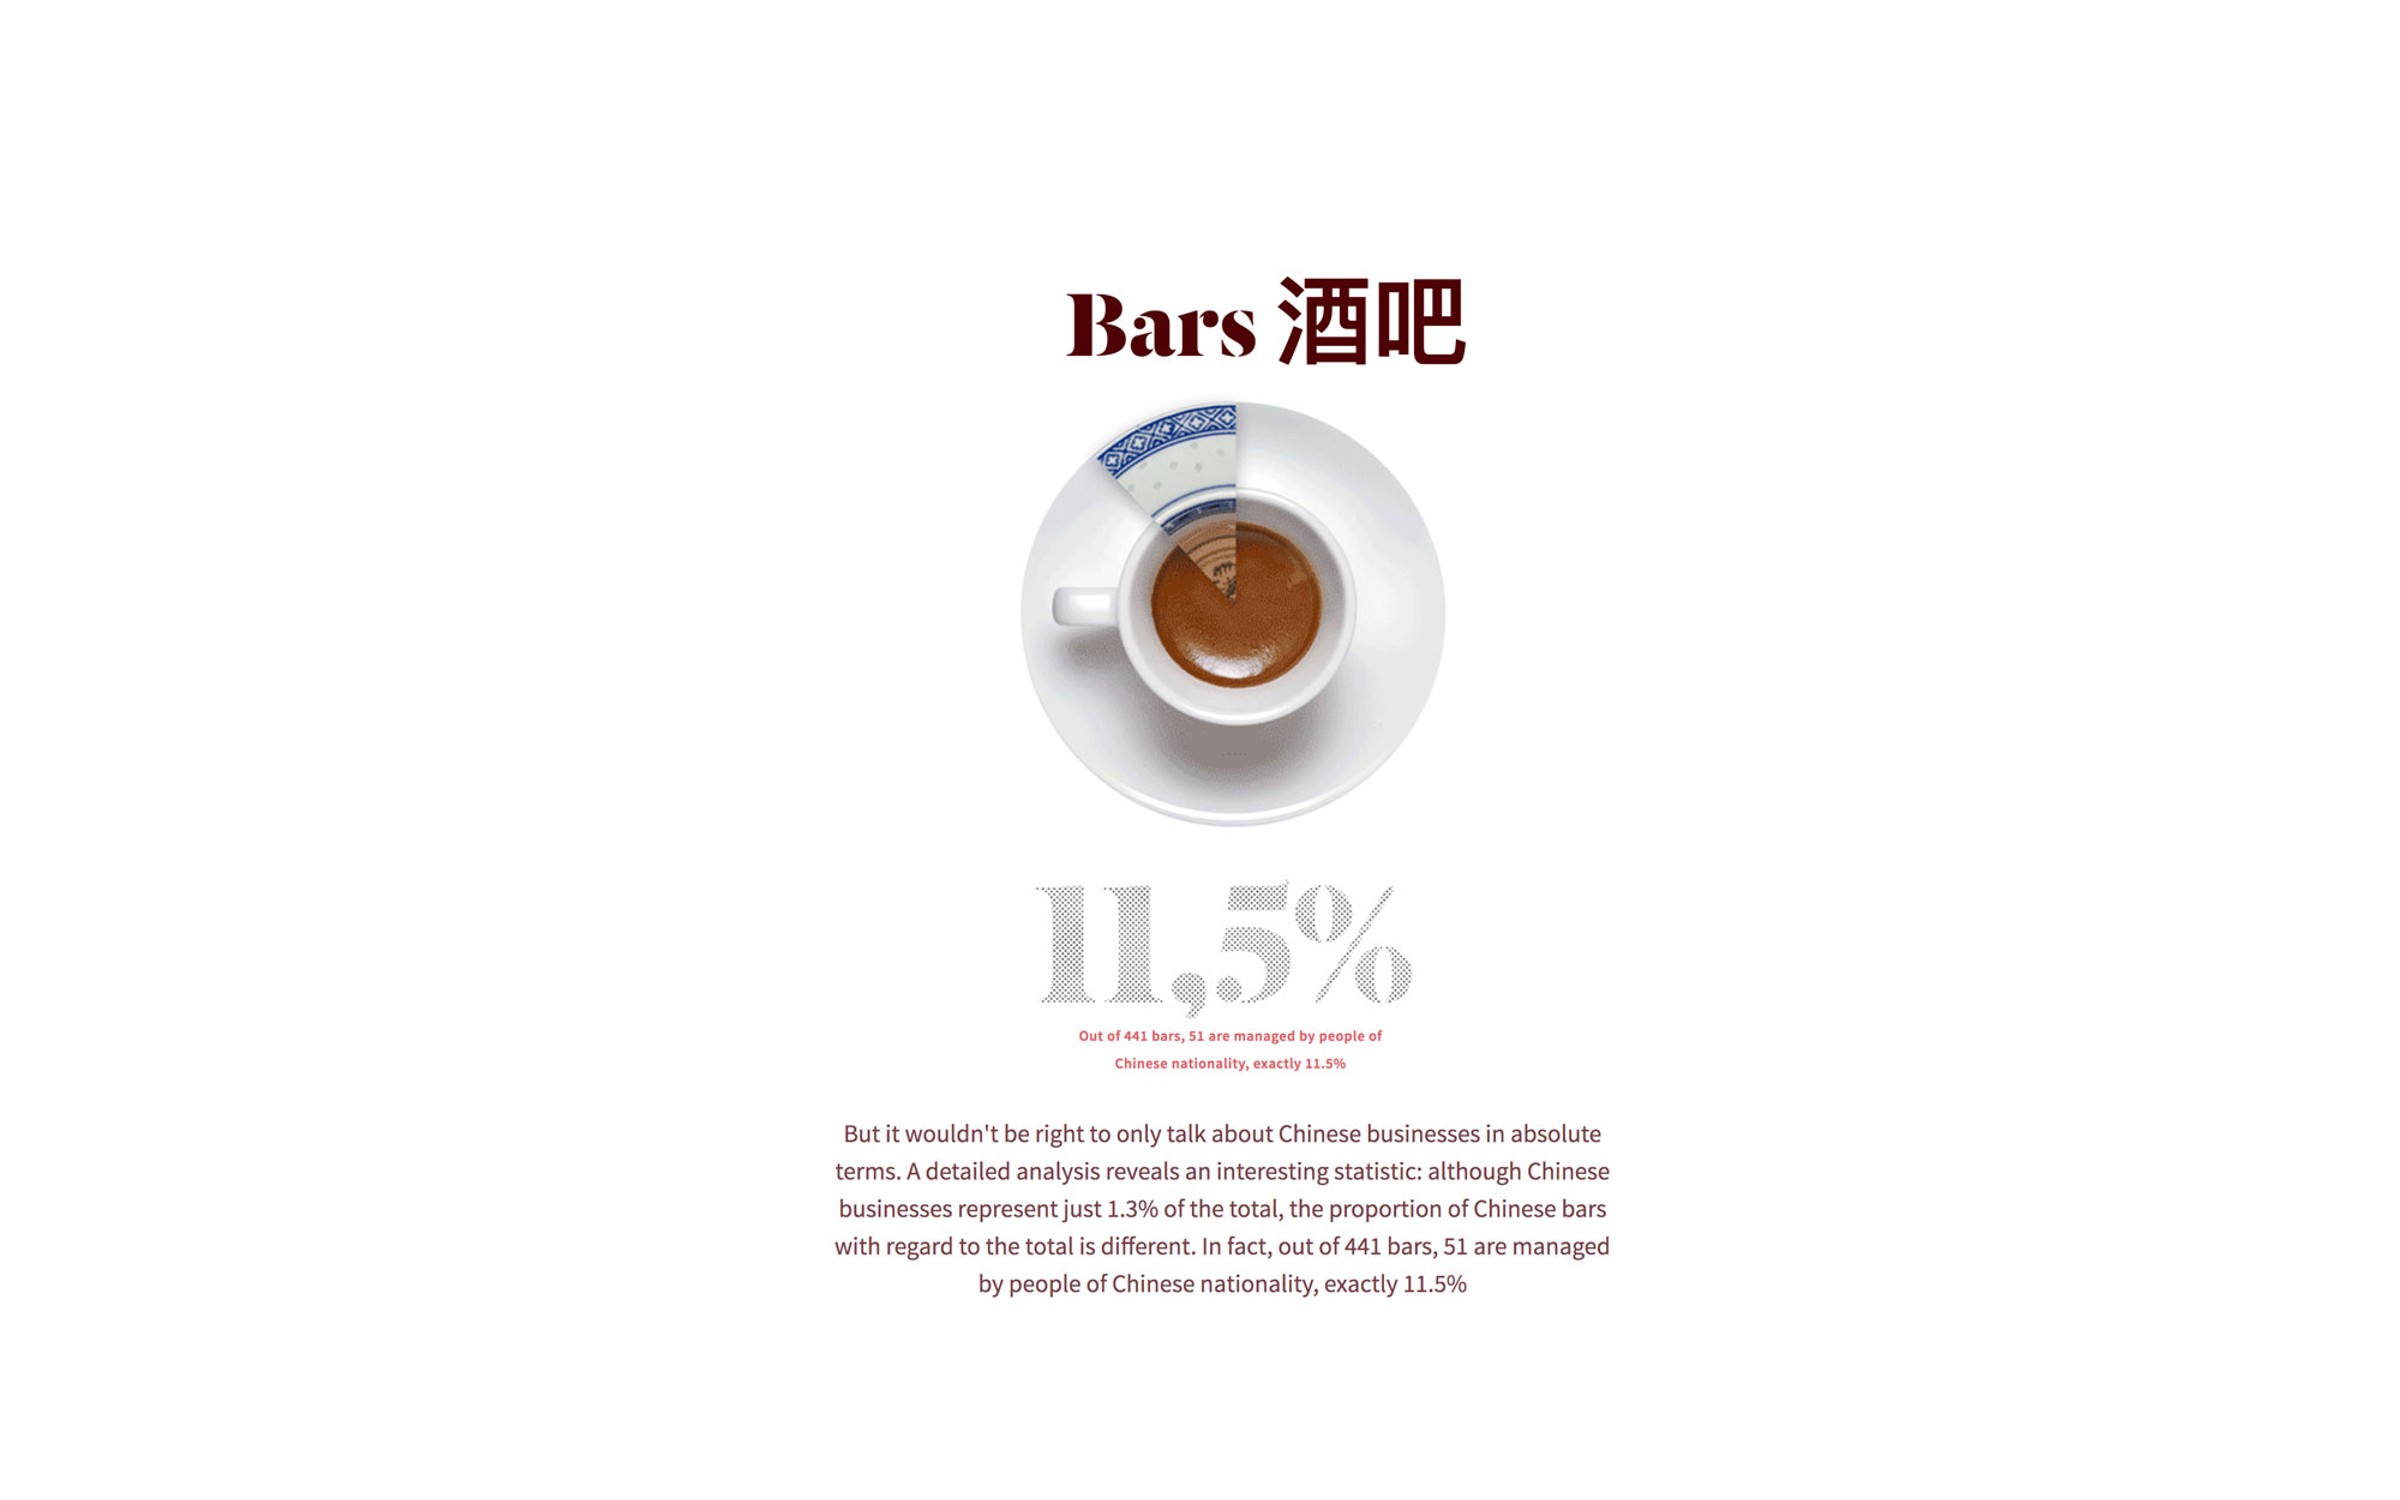 Bars 酒吧
11,5%
Out of 441 bars, 51 are managed by people of
Chinese nationality, exactly 11.5%
But it wouldn't be right to only talk about Chinese businesses in absolute
terms. A detailed analysis reveals an interesting statistic: although Chinese
businesses represent just 1.3% of the total, the proportion of Chinese bars
with regard to the total is different. In fact, out of 441 bars, 51 are managed
by people of Chinese nationality, exactly 11.5%